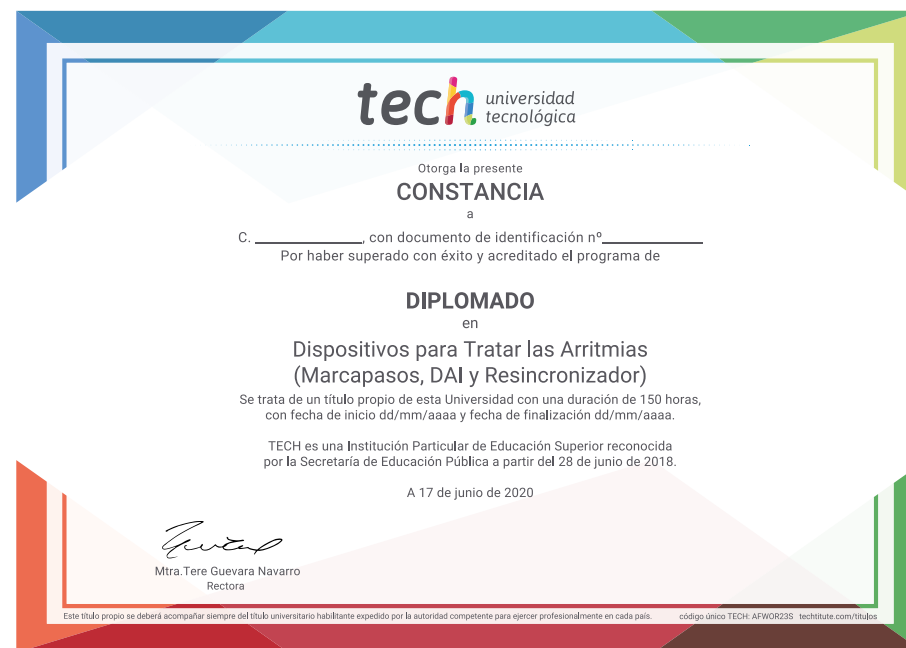 tech universidad
tecnológica
Otorga la presente
CONSTANCIA
a
C. ____________, con documento de identificación nº____________
Por haber superado con éxito y acreditado el programa de
DIPLOMADO
en
Dispositivos para Tratar las Arritmias
(Marcapasos, DAI y Resincronizador)
Se trata de un título propio de esta Universidad con una duración de 150 horas,
con fecha de inicio dd/mm/aaaa y fecha de finalización dd/mm/aaaa.
TECH es una Institución Particular de Educación Superior reconocida
por la Secretaría de Educación Pública a partir del 28 de junio de 2018.
A 17 de junio de 2020
Mtra.Tere Guevara Navarro
Rectora
Este título propio se deberá acompañar siempre del título universitario habilitante expedido por la autoridad competente para ejercer profesionalmente en cada país. código único TECH: AFWOR23S techtitute.com/titulos